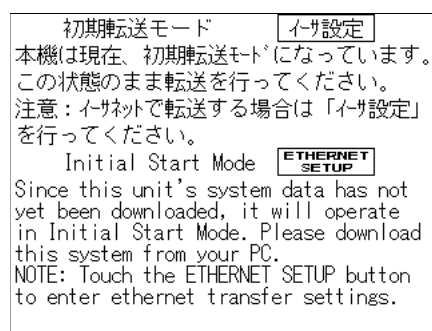 初期転送モード ｲｰｻ設定
本機は現在、初期転送ﾓｰﾄﾞになっています。
この状態のまま転送を行ってください。
注意：ｲｰｻﾈｯﾄで転送する場合は「ｲｰｻ設定」
を行ってください。
Initial Start Mode ETHERNET SETUP
Since this unit's system data has not
yet been downloaded, it will operate
in Initial Start Mode. Please download
this system from your PC.
NOTE: Touch the ETHERNET SETUP button
to enter ethernet transfer settings.